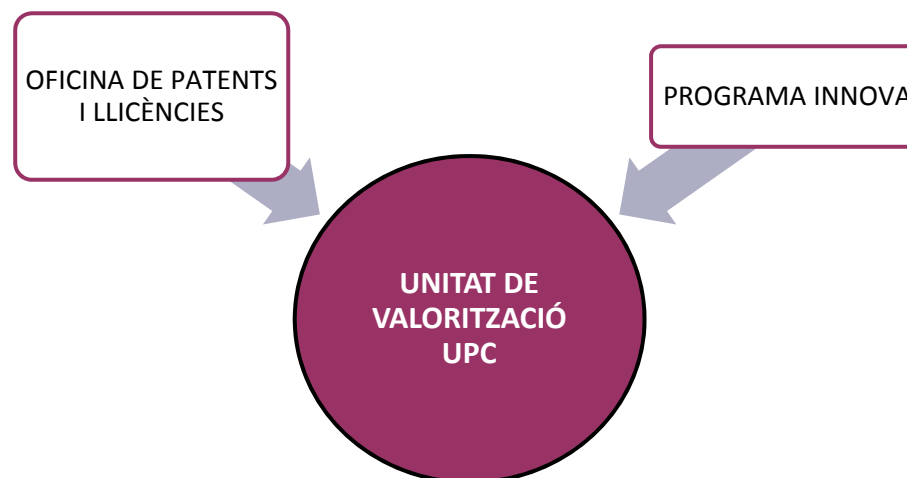 OFICINA DE PATENTS
I LLICÈNCIES
PROGRAMA INNOVA
UNITAT DE
VALORITZACIÓ
UPC